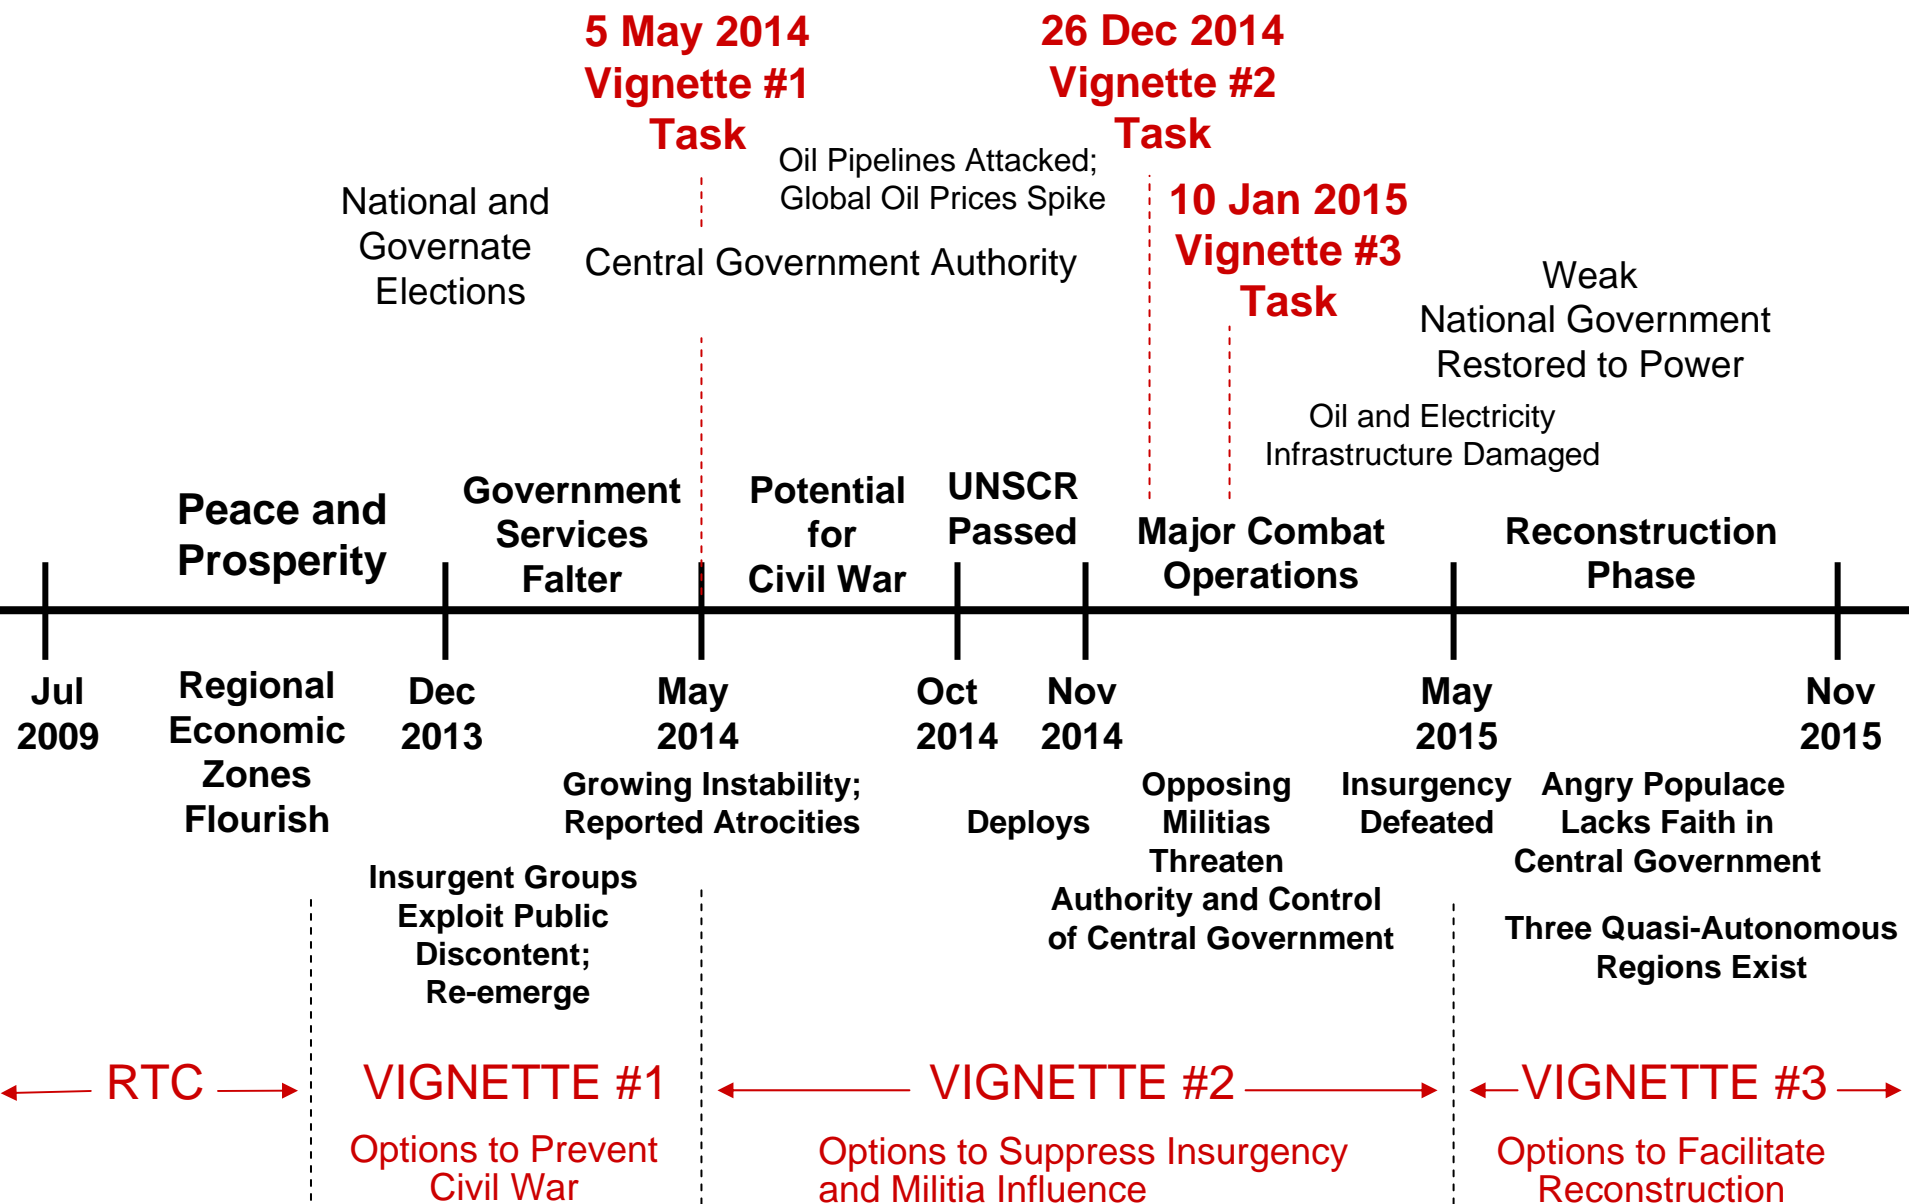 5 May 2014
Vignette #1
Task
26 Dec 2014
Vignette #2
Task
Oil Pipelines Attacked;
Global Oil Prices Spike
10 Jan 2015
Vignette #3
Task
National and
Governate
Elections
Central Government Authority
Weak
National Government
Restored to Power
Oil and Electricity
Infrastructure Damaged
Peace and
Prosperity
Government
Services
Falter
Potential
for
Civil War
UNSCR
Passed
Major Combat
Operations
Reconstruction
Phase
Jul
2009
Regional
Economic
Zones
Flourish
Dec
2013
May
2014
Oct
2014
Nov
2014
May
2015
Nov
2015
Growing Instability;
Reported Atrocities
Deploys
Opposing
Militias
Threaten
Authority and Control
of Central Government
Insurgency
Defeated
Angry Populace
Lacks Faith in
Central Government
Insurgent Groups
Exploit Public
Discontent;
Re-emerge
Three Quasi-Autonomous
Regions Exist
RTC
VIGNETTE #1
VIGNETTE #2
VIGNETTE #3
Options to Prevent
Civil War
Options to Suppress Insurgency
and Militia Influence
Options to Facilitate
Reconstruction